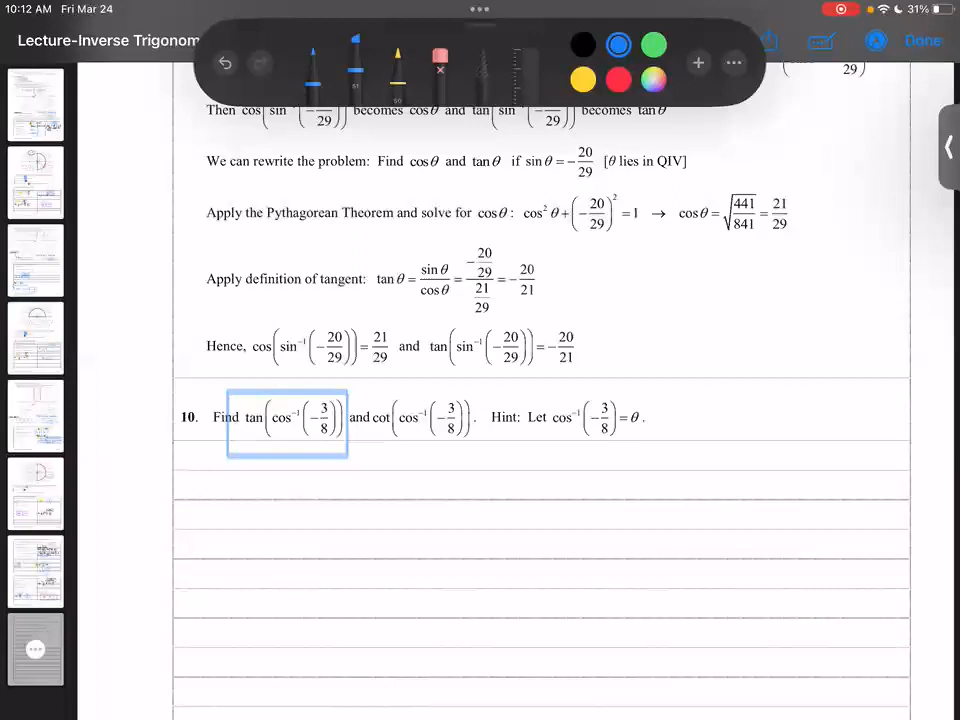 10:12 AM Fri Mar 24
31%
Lecture-Inverse Trigonom
Done
29
Then cos(sin⁻¹(−—/29)) becomes cosθ and tan(sin⁻¹(−—/29)) becomes tanθ
We can rewrite the problem: Find cosθ and tanθ if sinθ = −20/29 [θ lies in QIV]
Apply the Pythagorean Theorem and solve for cosθ: cos²θ + (−20/29)² = 1 → cosθ = √(441/841) = 21/29
Apply definition of tangent: tanθ = sinθ/cosθ = (−20/29)/(21/29) = −20/21
Hence, cos(sin⁻¹(−20/29)) = 21/29 and tan(sin⁻¹(−20/29)) = −20/21
10. Find tan(cos⁻¹(−3/8)) and cot(cos⁻¹(−3/8)). Hint: Let cos⁻¹(−3/8) = θ.